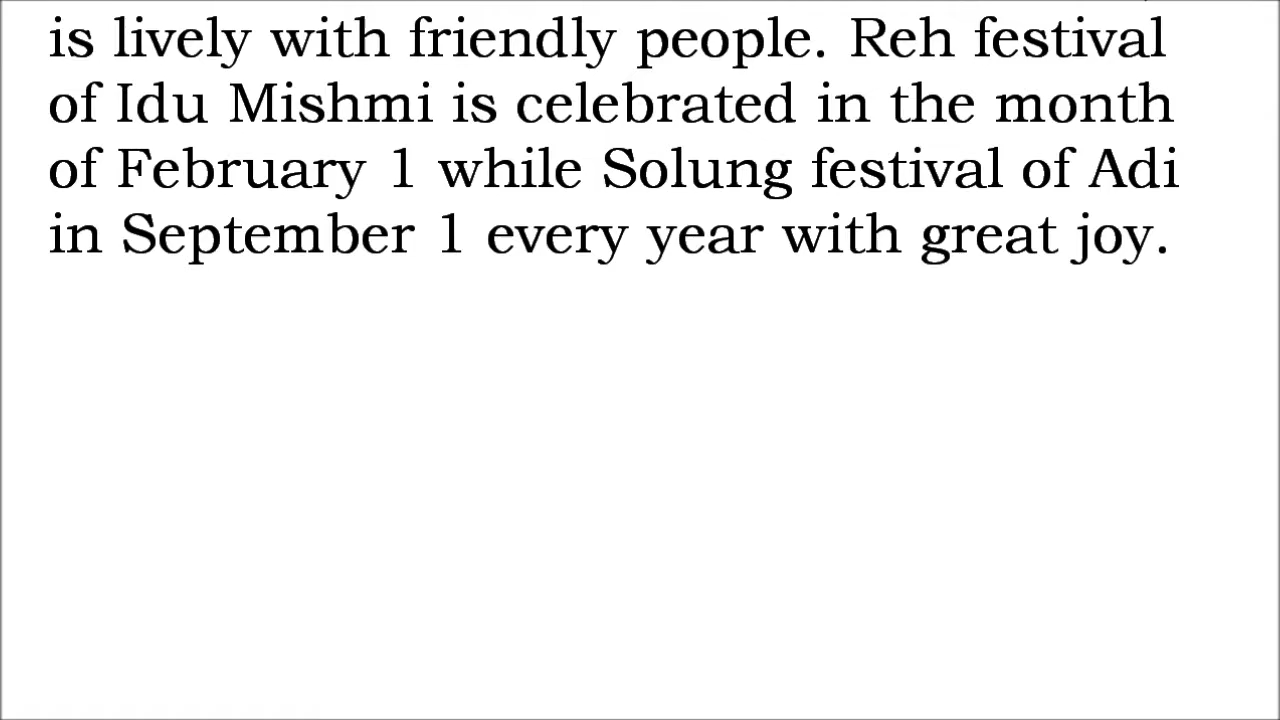 is lively with friendly people. Reh festival
of Idu Mishmi is celebrated in the month
of February 1 while Solung festival of Adi
in September 1 every year with great joy.